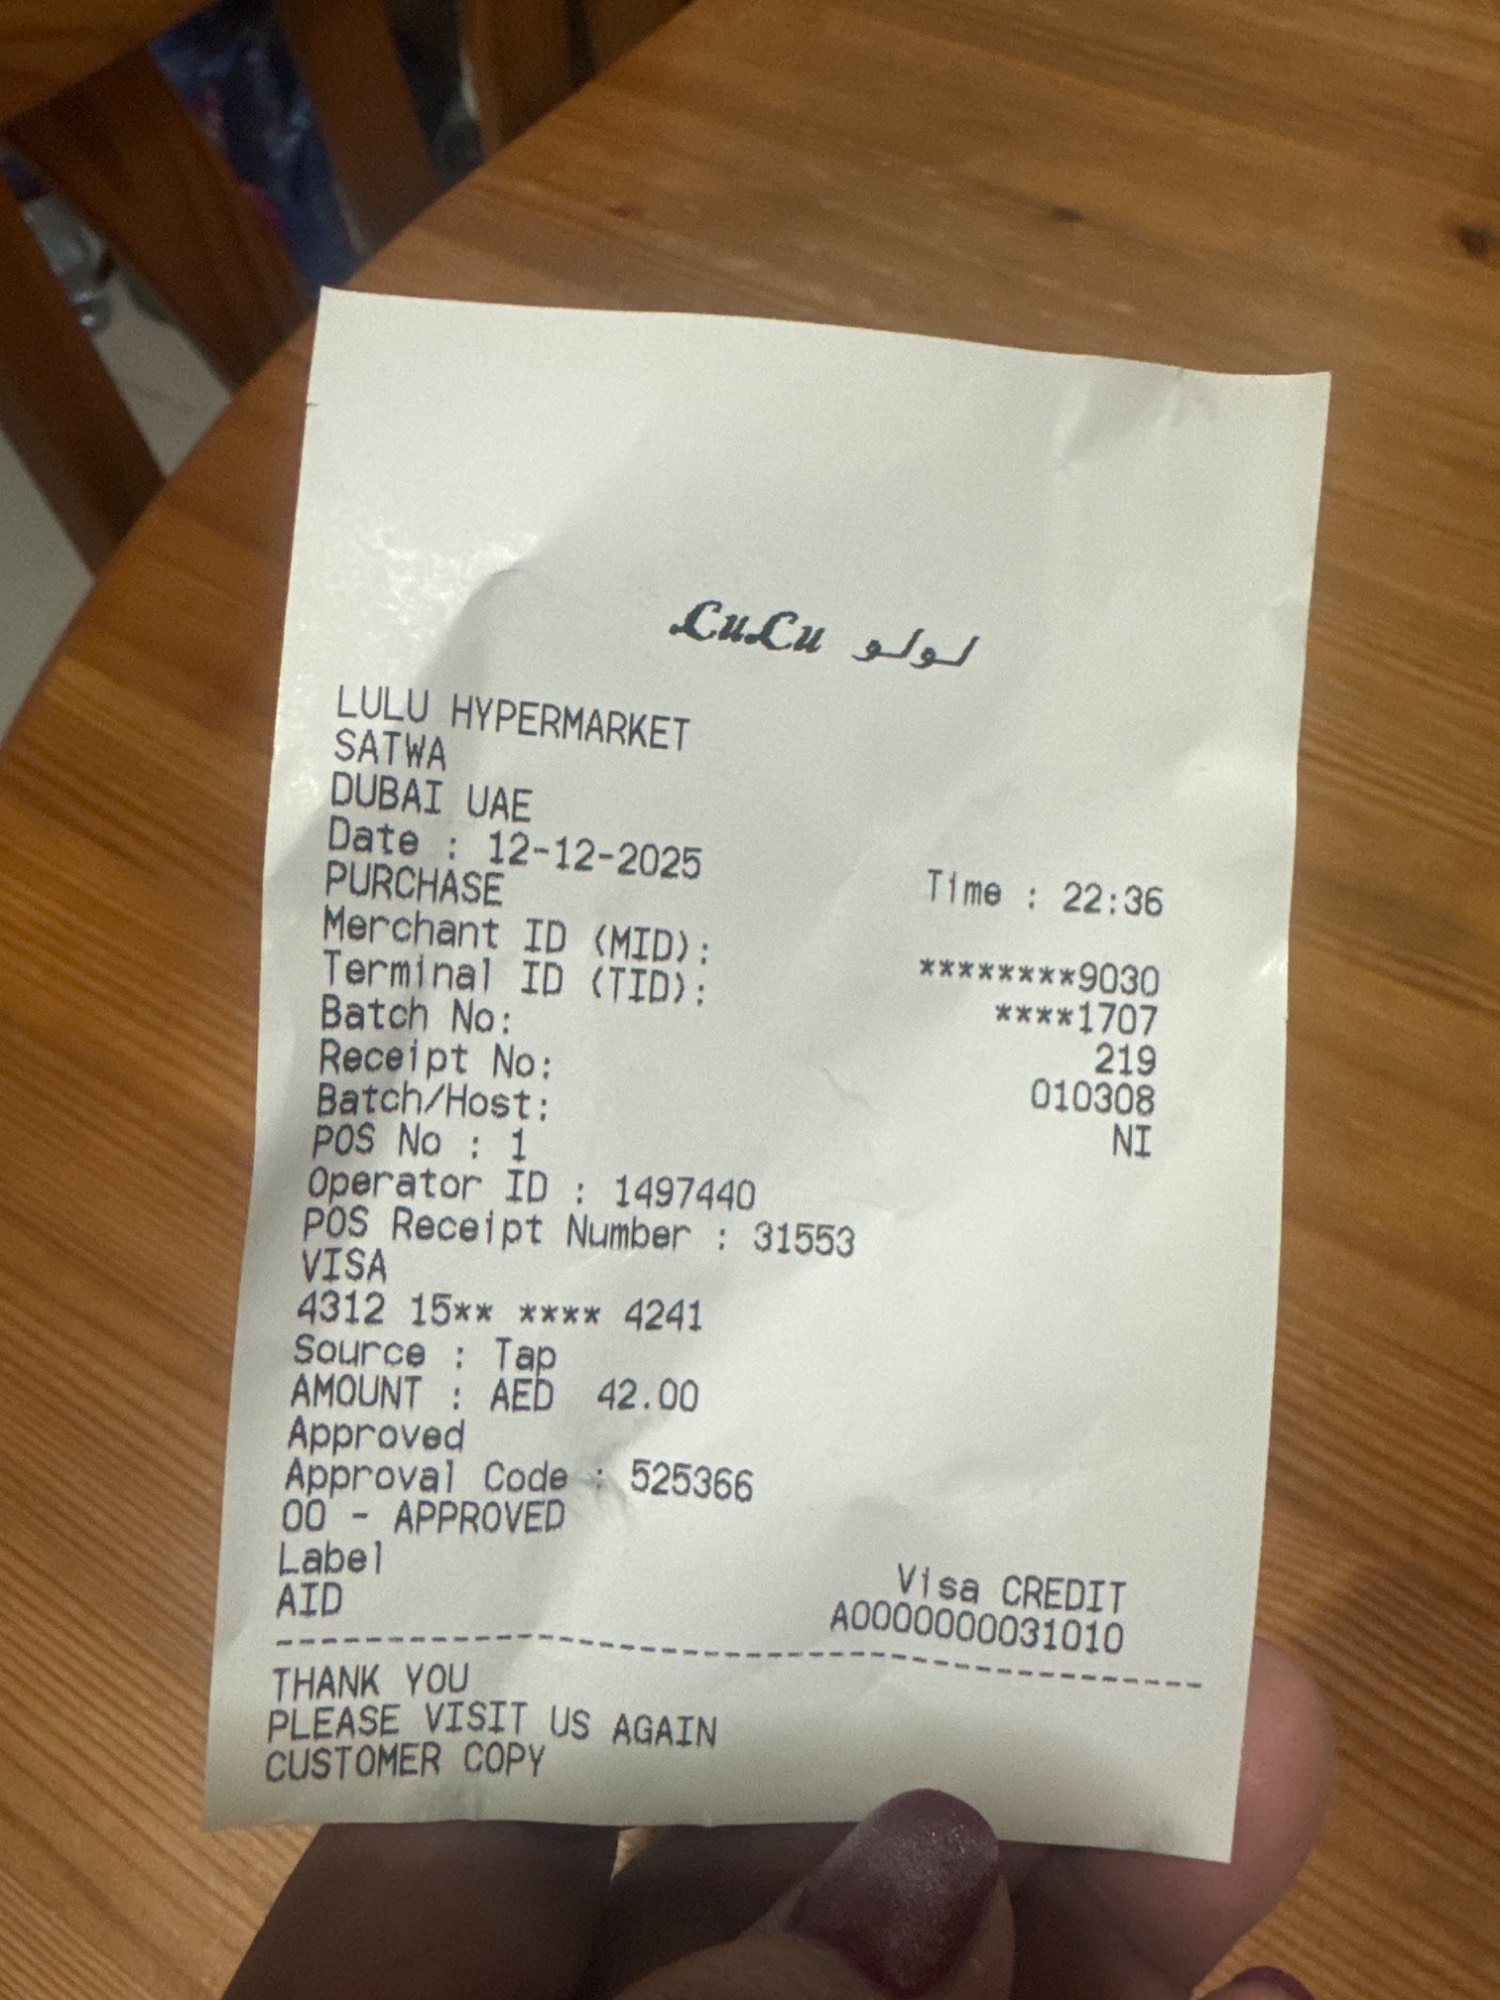 LuLu لولو
LULU HYPERMARKET
SATWA
DUBAI UAE
Date : 12-12-2025 Time : 22:36
PURCHASE
Merchant ID (MID): ********9030
Terminal ID (TID): ****1707
Batch No: 219
Receipt No: 010308
Batch/Host: NI
POS No : 1
Operator ID : 1497440
POS Receipt Number : 31553
VISA
4312 15** **** 4241
Source : Tap
AMOUNT : AED 42.00
Approved
Approval Code : 525366
00 - APPROVED
Label Visa CREDIT
AID A0000000031010
--------------------------------------------
THANK YOU
PLEASE VISIT US AGAIN
CUSTOMER COPY